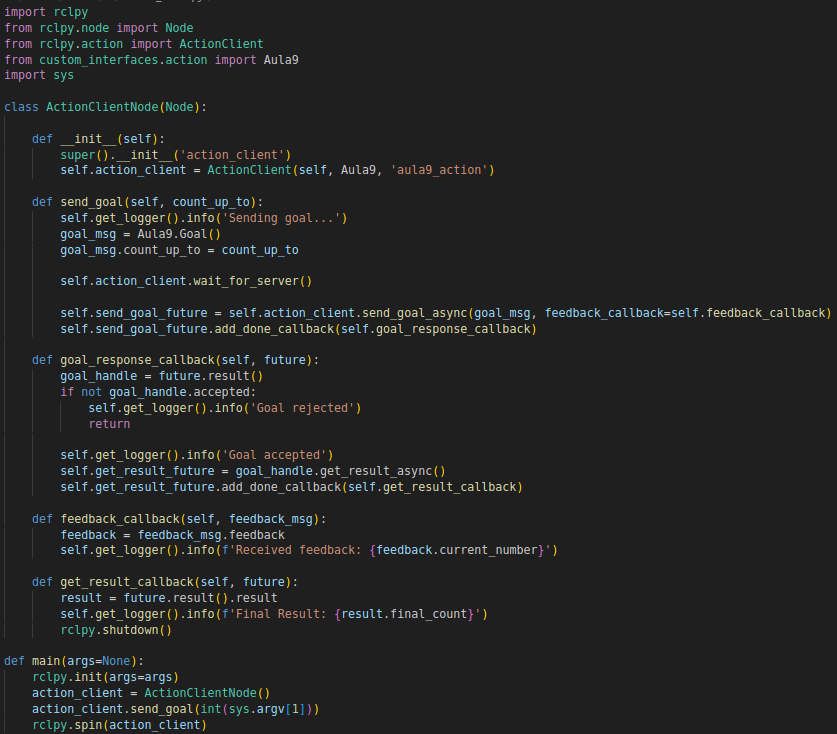 import rclpy
from rclpy.node import Node
from rclpy.action import ActionClient
from custom_interfaces.action import Aula9
import sys

class ActionClientNode(Node):

    def __init__(self):
        super().__init__('action_client')
        self.action_client = ActionClient(self, Aula9, 'aula9_action')

    def send_goal(self, count_up_to):
        self.get_logger().info('Sending goal...')
        goal_msg = Aula9.Goal()
        goal_msg.count_up_to = count_up_to

        self.action_client.wait_for_server()

        self.send_goal_future = self.action_client.send_goal_async(goal_msg, feedback_callback=self.feedback_callback)
        self.send_goal_future.add_done_callback(self.goal_response_callback)

    def goal_response_callback(self, future):
        goal_handle = future.result()
        if not goal_handle.accepted:
            self.get_logger().info('Goal rejected')
            return

        self.get_logger().info('Goal accepted')
        self.get_result_future = goal_handle.get_result_async()
        self.get_result_future.add_done_callback(self.get_result_callback)

    def feedback_callback(self, feedback_msg):
        feedback = feedback_msg.feedback
        self.get_logger().info(f'Received feedback: {feedback.current_number}')

    def get_result_callback(self, future):
        result = future.result().result
        self.get_logger().info(f'Final Result: {result.final_count}')
        rclpy.shutdown()

def main(args=None):
    rclpy.init(args=args)
    action_client = ActionClientNode()
    action_client.send_goal(int(sys.argv[1]))
    rclpy.spin(action_client)